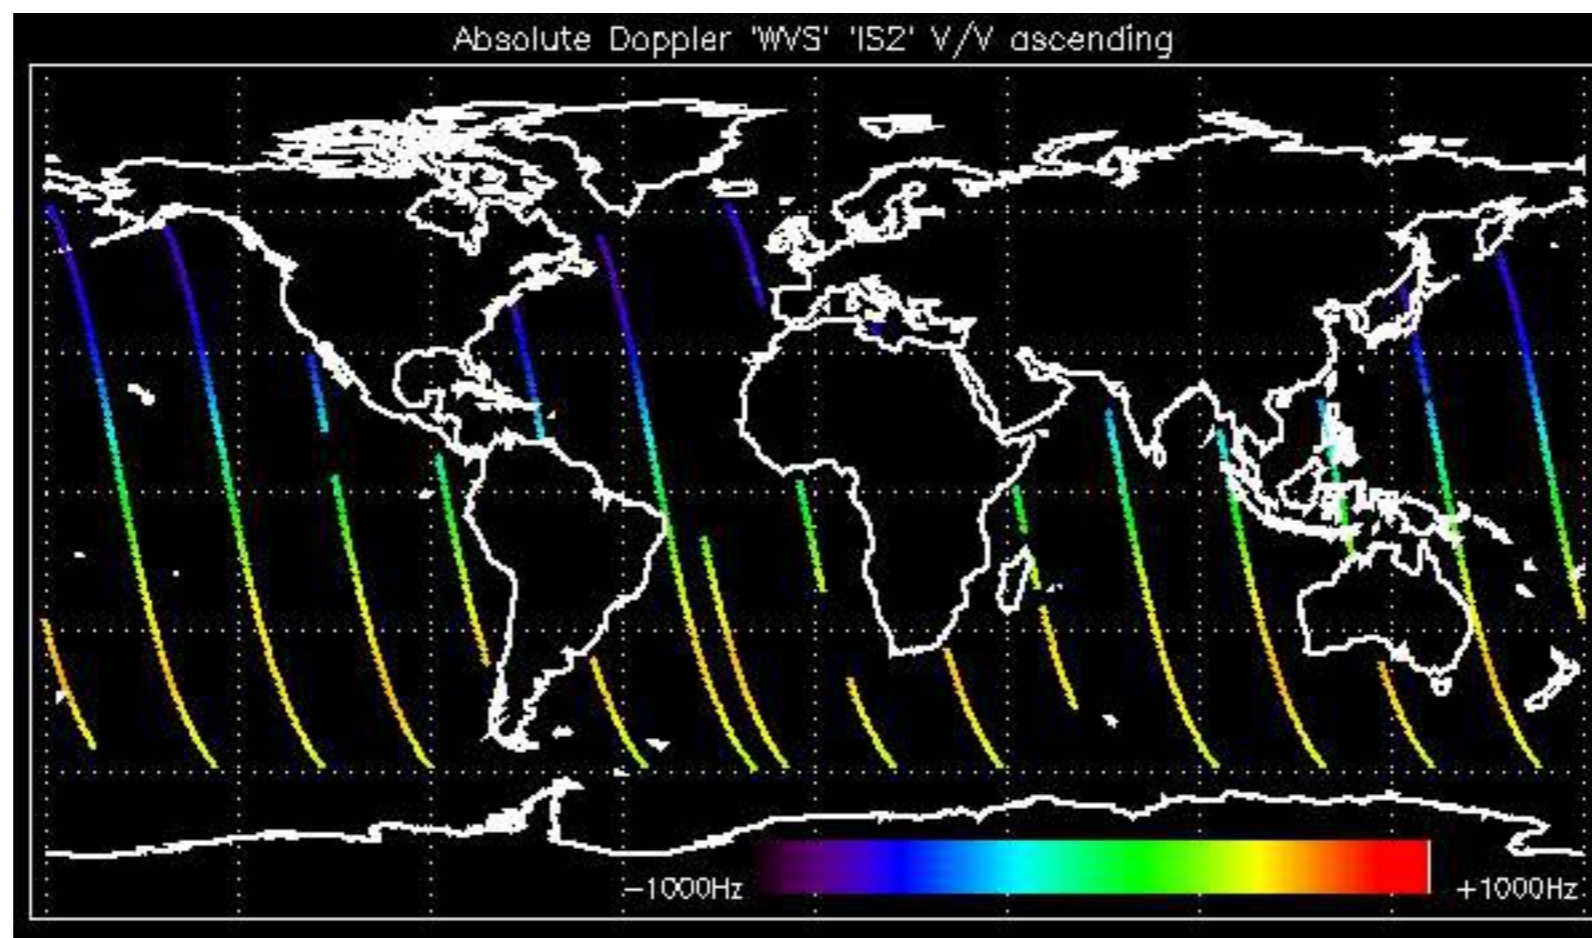 Absolute Doppler 'WVS' 'IS2' V/V ascending
−1000Hz
+1000Hz